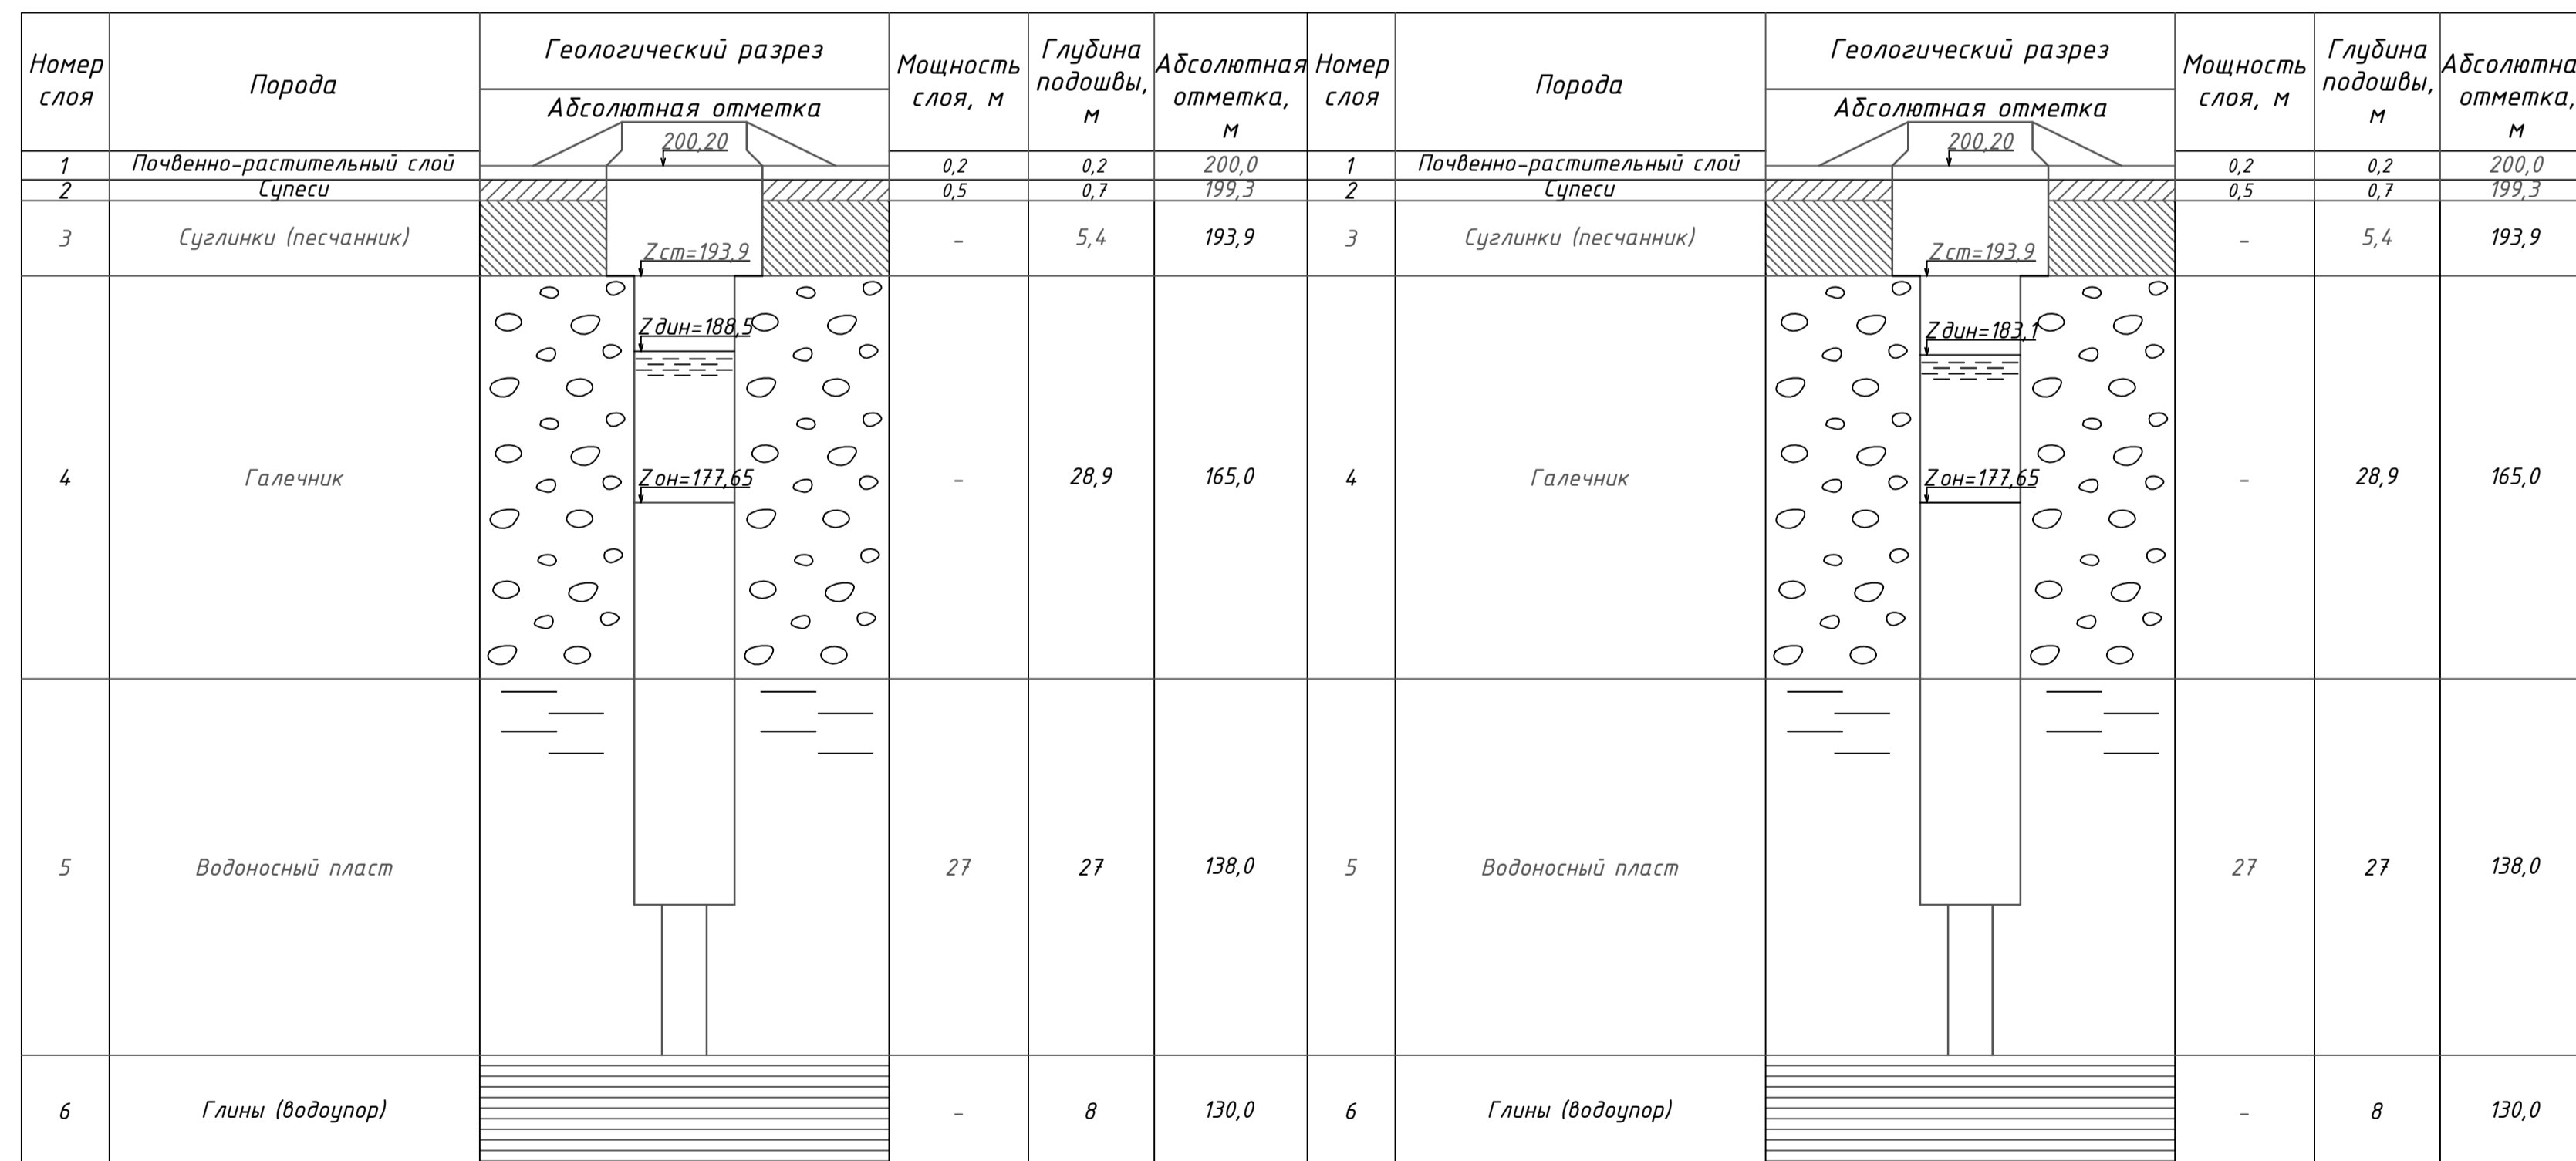 Номер
слоя
Порода
Геологический разрез
Абсолютная отметка
Мощность
слоя, м
Глубина
подошвы,
м
Абсолютная
отметка,
м
Номер
слоя
Порода
Геологический разрез
Абсолютная отметка
Мощность
слоя, м
Глубина
подошвы,
м
Абсолютна
отметка,
м
1 Почвенно-растительный слой 200,20 0,2 0,2 200,0 1 Почвенно-растительный слой 200,20 0,2 0,2 200,0
2 Супеси 0,5 0,7 199,3 2 Супеси 0,5 0,7 199,3
3 Суглинки (песчанник) Zст=193,9 – 5,4 193,9 3 Суглинки (песчанник) Zст=193,9 – 5,4 193,9
Zдин=188,5 Zдин=183,1
4 Галечник Zон=177,65 – 28,9 165,0 4 Галечник Zон=177,65 – 28,9 165,0
5 Водоносный пласт 27 27 138,0 5 Водоносный пласт 27 27 138,0
6 Глины (водоупор) – 8 130,0 6 Глины (водоупор) – 8 130,0